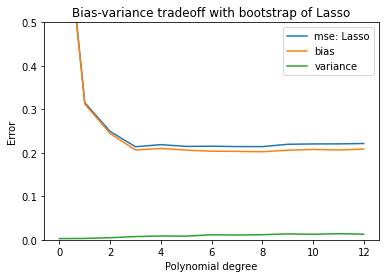 Bias-variance tradeoff with bootstrap of Lasso
0.5
0.4
0.3
0.2
0.1
0.0
Error
mse: Lasso
bias
variance
0 2 4 6 8 10 12
Polynomial degree